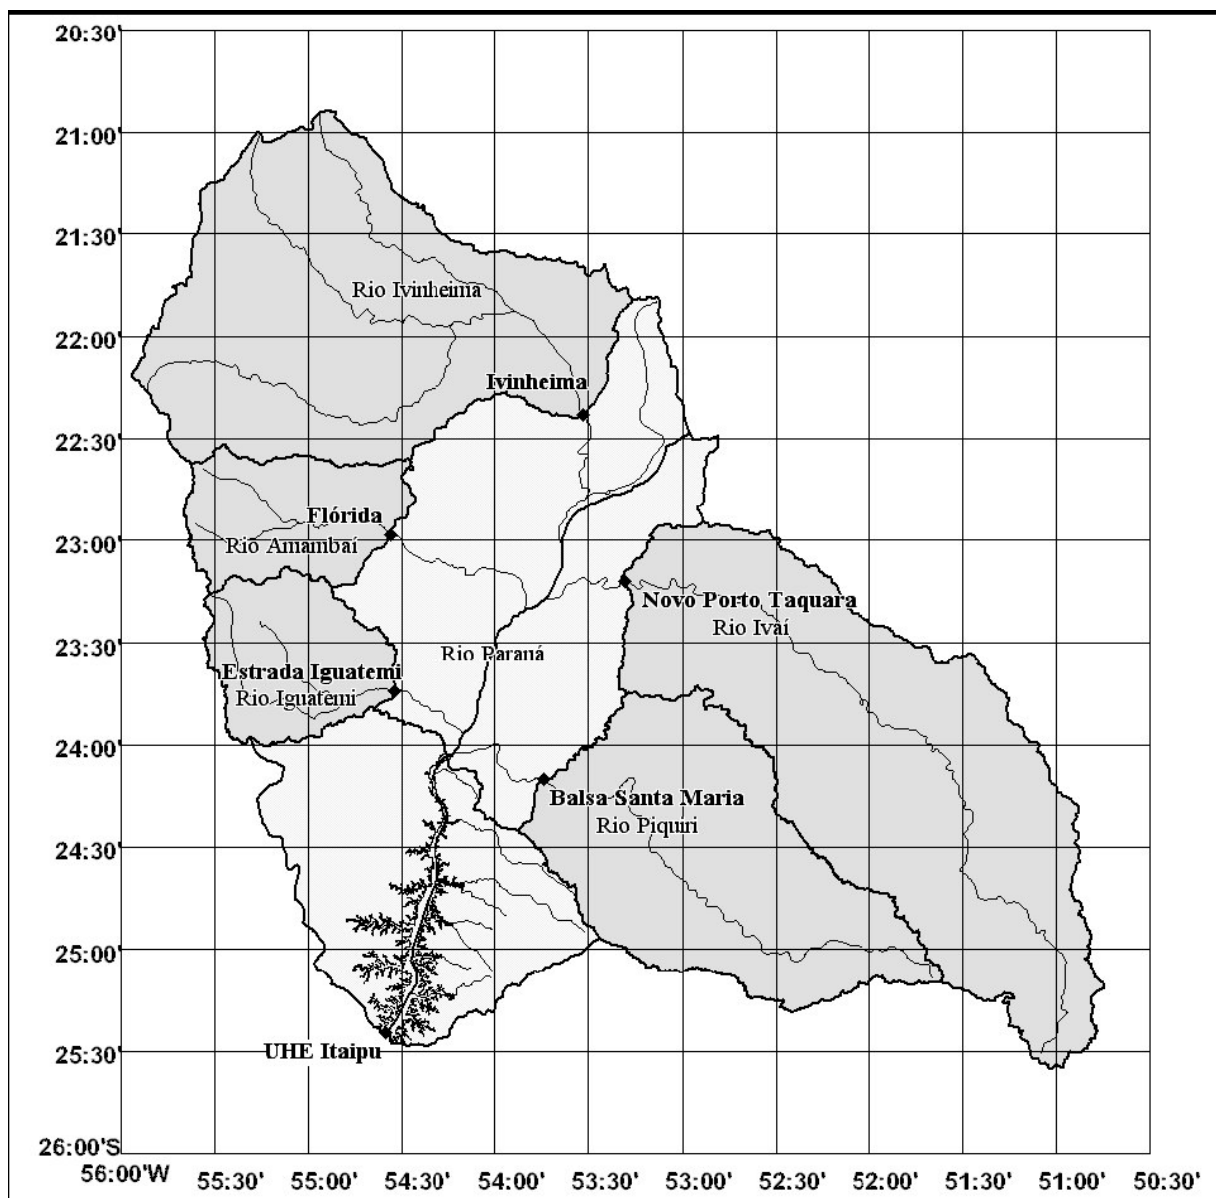 20:30'
21:00'
21:30'
Rio Ivinheima
22:00'
Ivinheima
22:30'
Flórida
23:00'
Rio Amambaí
Novo Porto Taquara
Rio Ivaí
23:30'
Rio Paraná
Estrada Iguatemi
Rio Iguatemi
24:00'
Balsa Santa Maria
Rio Piquri
24:30'
25:00'
25:30'
UHE Itaipu
26:00'S
56:00'W 55:30' 55:00' 54:30' 54:00' 53:30' 53:00' 52:30' 52:00' 51:30' 51:00' 50:30'